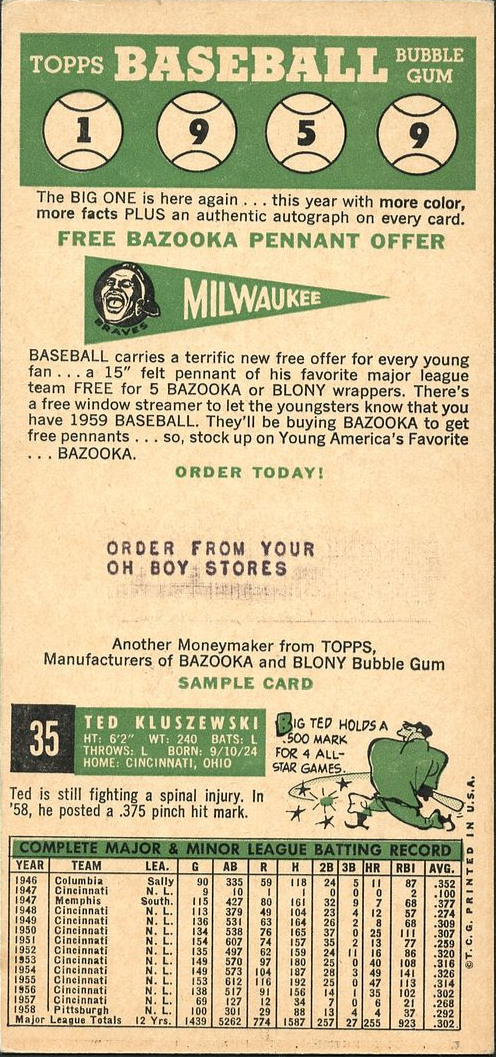 TOPPS BASEBALL BUBBLE GUM
1 9 5 9
The BIG ONE is here again . . . this year with more color,
more facts PLUS an authentic autograph on every card.
FREE BAZOOKA PENNANT OFFER
BRAVES MILWAUKEE
BASEBALL carries a terrific new free offer for every young
fan . . . a 15″ felt pennant of his favorite major league
team FREE for 5 BAZOOKA or BLONY wrappers. There's
a free window streamer to let the youngsters know that you
have 1959 BASEBALL. They'll be buying BAZOOKA to get
free pennants . . . so, stock up on Young America's Favorite
. . . BAZOOKA.
ORDER TODAY!
ORDER FROM YOUR
OH BOY STORES
Another Moneymaker from TOPPS,
Manufacturers of BAZOOKA and BLONY Bubble Gum
SAMPLE CARD
35
TED KLUSZEWSKI
HT: 6'2" WT: 240 BATS: L
THROWS: L BORN: 9/10/24
HOME: CINCINNATI, OHIO
Ted is still fighting a spinal injury. In
'58, he posted a .375 pinch hit mark.
BIG TED HOLDS A
.500 MARK
FOR 4 ALL-
STAR GAMES.
COMPLETE MAJOR & MINOR LEAGUE BATTING RECORD
YEAR TEAM LEA. G AB R H 2B 3B HR RBI AVG.
1946 Columbia Sally 90 335 59 118 24 5 11 87 .352
1947 Cincinnati N. L. 9 10 1 1 0 0 0 2 .100
1947 Memphis South. 115 427 80 161 32 9 7 68 .377
1948 Cincinnati N. L. 113 379 49 104 23 4 12 57 .274
1949 Cincinnati N. L. 136 531 63 164 26 2 8 68 .309
1950 Cincinnati N. L. 134 538 76 165 37 0 25 111 .307
1951 Cincinnati N. L. 154 607 74 157 35 2 13 77 .259
1952 Cincinnati N. L. 135 497 62 159 24 11 16 86 .320
1953 Cincinnati N. L. 149 570 97 180 25 0 40 108 .316
1954 Cincinnati N. L. 149 573 104 187 28 3 49 141 .326
1955 Cincinnati N. L. 153 612 116 192 25 0 47 113 .314
1956 Cincinnati N. L. 138 517 91 156 14 1 35 102 .302
1957 Cincinnati N. L. 69 127 12 34 7 0 6 21 .268
1958 Pittsburgh N. L. 100 301 29 88 13 4 4 37 .292
Major League Totals 12 Yrs. 1439 5262 774 1587 257 27 255 923 .302
© T. C. G. PRINTED IN U.S.A.